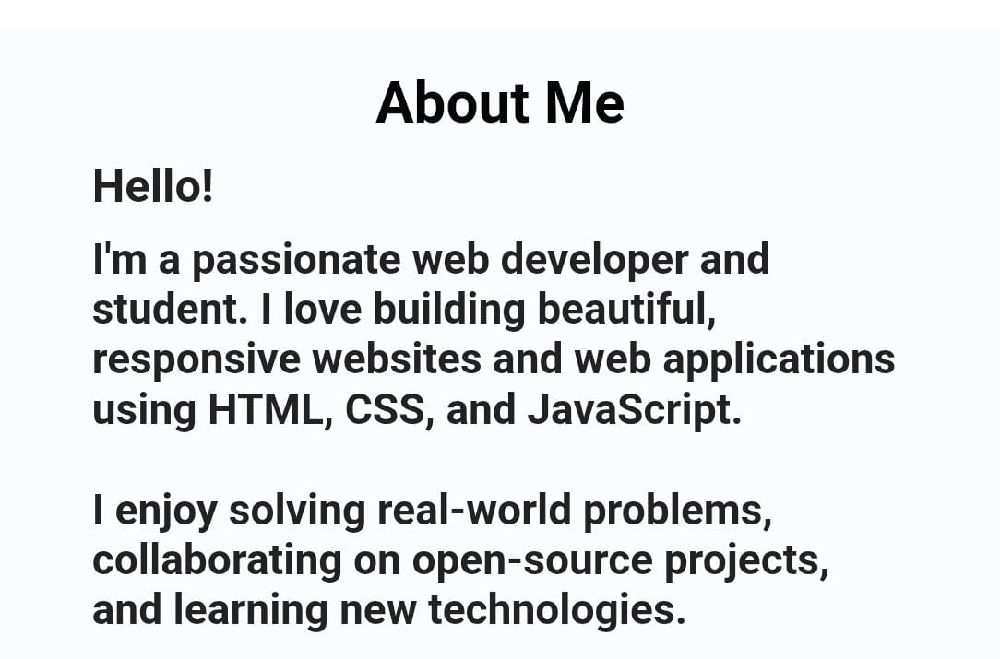 About Me
Hello!
I'm a passionate web developer and
student. I love building beautiful,
responsive websites and web applications
using HTML, CSS, and JavaScript.
I enjoy solving real-world problems,
collaborating on open-source projects,
and learning new technologies.